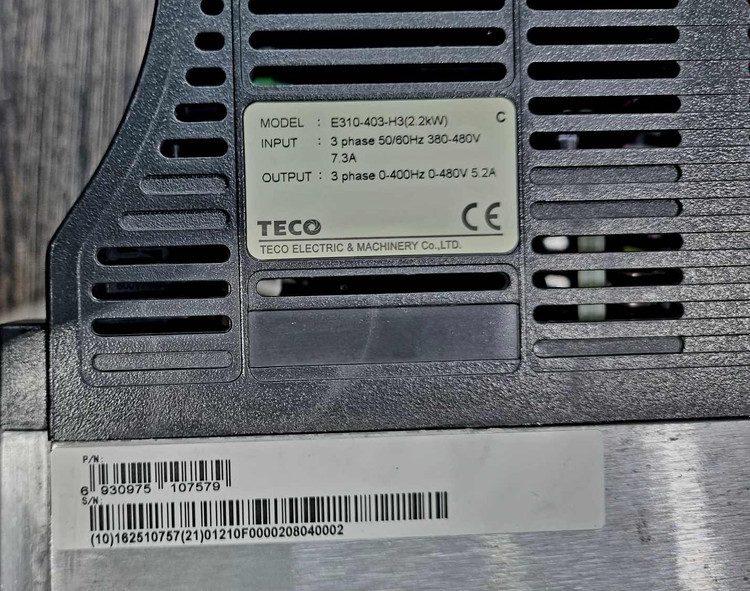 MODEL : E310-403-H3(2.2kW) C
INPUT : 3 phase 50/60Hz 380-480V
7.3A
OUTPUT : 3 phase 0-400Hz 0-480V 5.2A
TECO CE
TECO ELECTRIC & MACHINERY Co.,LTD.
P/N:
6 930975 107579
S/N:
(10)162510757(21)01210F0000208040002